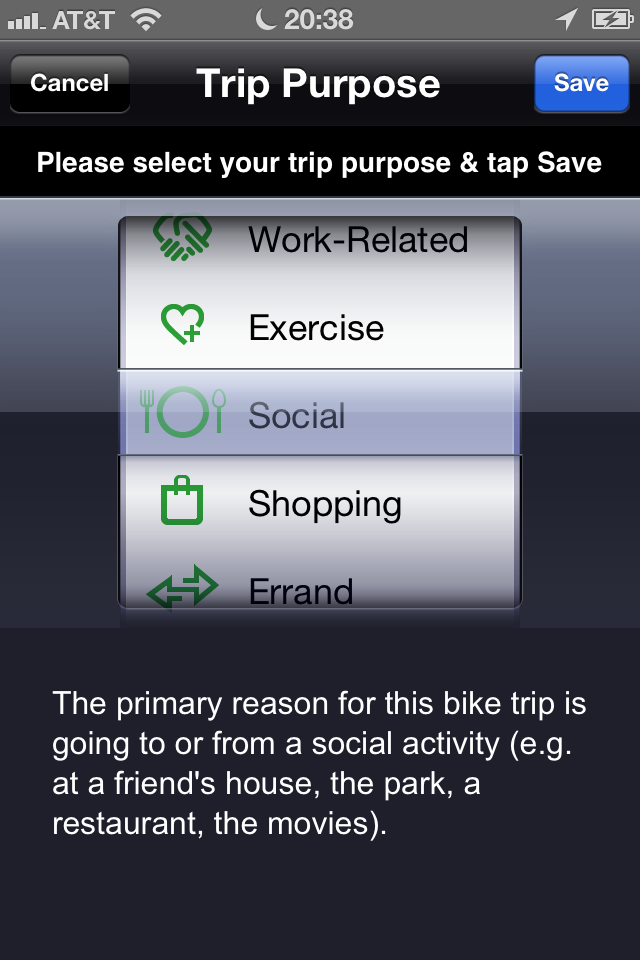 AT&T 20:38
Cancel Trip Purpose Save
Please select your trip purpose & tap Save
Work-Related
Exercise
Social
Shopping
Errand
The primary reason for this bike trip is
going to or from a social activity (e.g.
at a friend's house, the park, a
restaurant, the movies).